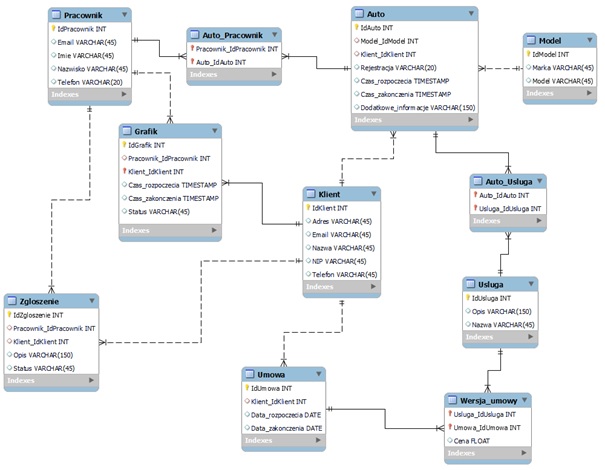 Pracownik
IdPracownik INT
Email VARCHAR(45)
Imie VARCHAR(45)
Nazwisko VARCHAR(45)
Telefon VARCHAR(20)
Indexes
Auto_Pracownik
Pracownik_IdPracownik INT
Auto_IdAuto INT
Indexes
Auto
IdAuto INT
Model_IdModel INT
Klient_IdKlient INT
Rejestracja VARCHAR(20)
Czas_rozpoczecia TIMESTAMP
Czas_zakonczenia TIMESTAMP
Dodatkowe_informacje VARCHAR(150)
Indexes
Model
IdModel INT
Marka VARCHAR(45)
Model VARCHAR(45)
Indexes
Grafik
IdGrafik INT
Pracownik_IdPracownik INT
Klient_IdKlient INT
Czas_rozpoczecia TIMESTAMP
Czas_zakonczenia TIMESTAMP
Status VARCHAR(45)
Indexes
Klient
IdKlient INT
Adres VARCHAR(45)
Email VARCHAR(45)
Nazwa VARCHAR(45)
NIP VARCHAR(45)
Telefon VARCHAR(45)
Indexes
Auto_Usluga
Auto_IdAuto INT
Usluga_IdUsluga INT
Indexes
Zgloszenie
IdZgloszenie INT
Pracownik_IdPracownik INT
Klient_IdKlient INT
Opis VARCHAR(150)
Status VARCHAR(45)
Indexes
Usluga
IdUsluga INT
Opis VARCHAR(150)
Nazwa VARCHAR(45)
Indexes
Umowa
IdUmowa INT
Klient_IdKlient INT
Data_rozpoczecia DATE
Data_zakonczenia DATE
Indexes
Wersja_umowy
Usluga_IdUsluga INT
Umowa_IdUmowa INT
Cena FLOAT
Indexes